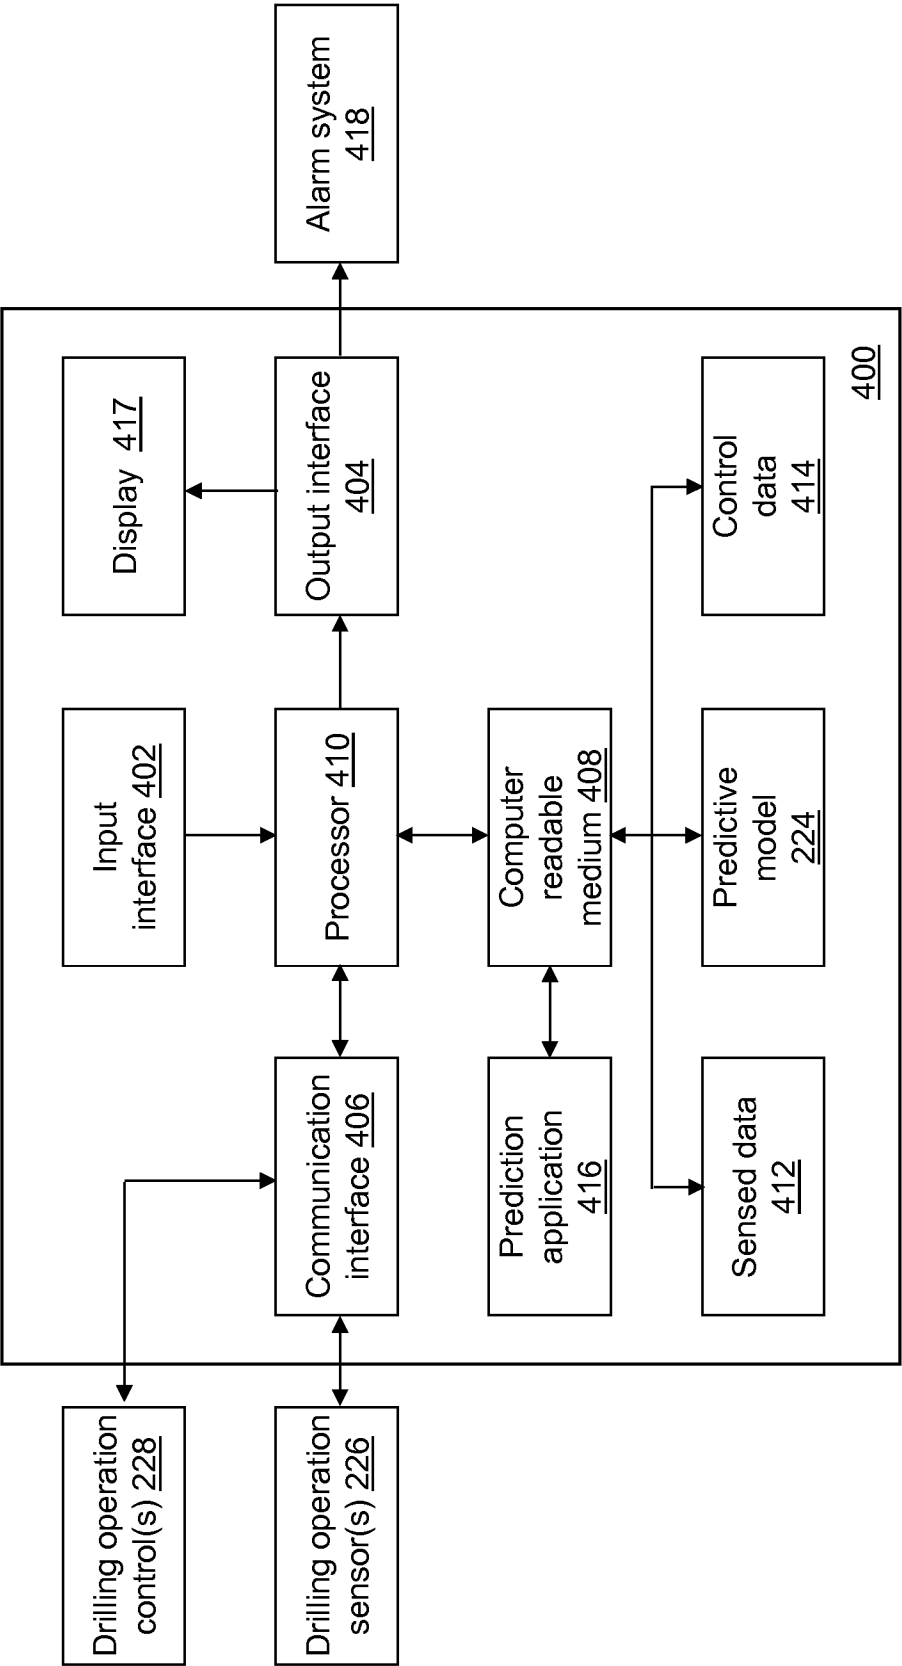 Drilling operation
control(s) 228
Input
interface 402
Display 417
Drilling operation
sensor(s) 226
Communication
interface 406
Processor 410
Output interface
404
Alarm system
418
Prediction
application
416
Computer
readable
medium 408
Sensed data
412
Predictive
model
224
Control
data
414
400